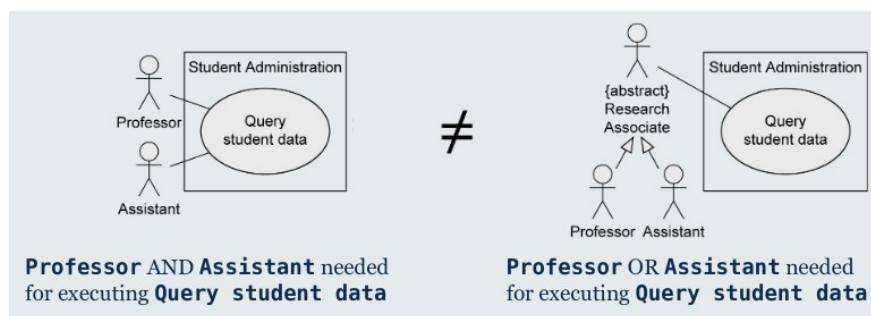 Student Administration
Professor
Query
student data
Assistant
Professor AND Assistant needed
for executing Query student data
≠
{abstract}
Research
Associate
Student Administration
Query
student data
Professor Assistant
Professor OR Assistant needed
for executing Query student data